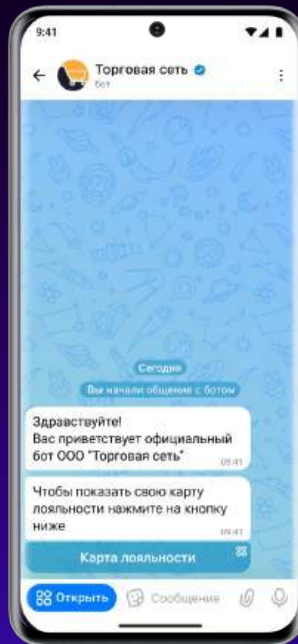 9:41
Торговая сеть
бот
Сегодня
Вы начали общение с ботом
Здравствуйте!
Вас приветствует официальный
бот ООО "Торговая сеть"
09:41
Чтобы показать свою карту
лояльности нажмите на кнопку
ниже
09:41
Карта лояльности
Открыть
Сообщение